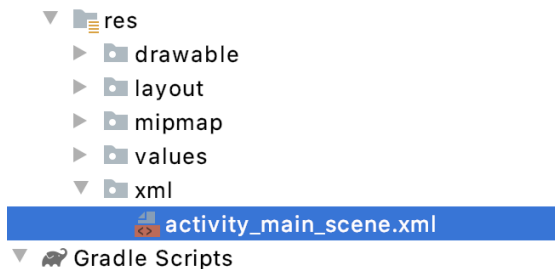 res
drawable
layout
mipmap
values
xml
activity_main_scene.xml
Gradle Scripts